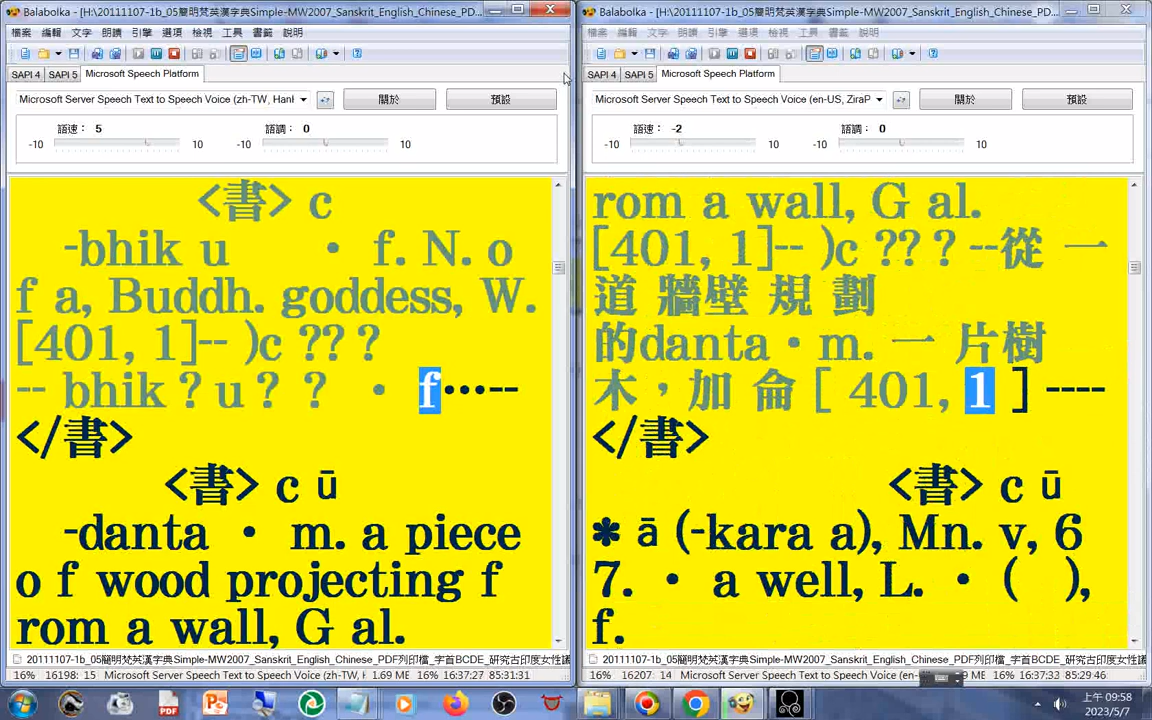 Balabolka - [H:\20111107-1b_05簡明梵英漢字典Simple-MW2007_Sanskrit_English_Chinese_PD...
檔案 編輯 文字 朗讀 引擎 選項 檢視 工具 書籤 說明
SAPI 4 SAPI 5 Microsoft Speech Platform
Microsoft Server Speech Text to Speech Voice (zh-TW, Hanl
關於 預設
語速： 5 語調： 0
-10 10 -10 10
<書> c
-bhik u • f. N. o
f a, Buddh. goddess, W.
[401, 1]-- )c ?? ?
-- bhik ? u ? ? • f•••--
</書>
<書> c ū
-danta • m. a piece
o f wood projecting f
rom a wall, G al.
20111107-1b_05簡明梵英漢字典Simple-MW2007_Sanskrit_English_Chinese_PDF列印檔_字首BCDE_研究古印度女性議
16% 16198: 15 Microsoft Server Speech Text to Speech Voice (zh-TW, H 1.69 MB 16% 16:37:27 85:31:31
Balabolka - [H:\20111107-1b_05簡明梵英漢字典Simple-MW2007_Sanskrit_English_Chinese_PD...
檔案 編輯 文字 朗讀 引擎 選項 檢視 工具 書籤 說明
SAPI 4 SAPI 5 Microsoft Speech Platform
Microsoft Server Speech Text to Speech Voice (en-US, ZiraP
關於 預設
語速： -2 語調： 0
-10 10 -10 10
rom a wall, G al.
[401, 1]-- )c ?? ? --從 一
道 牆壁 規 劃
的danta • m. 一 片樹
木，加 侖 [ 401, 1 ] ----
</書>
<書> c ū
✻ ā (-kara a), Mn. v, 6
7. • a well, L. • ( ),
f.
20111107-1b_05簡明梵英漢字典Simple-MW2007_Sanskrit_English_Chinese_PDF列印檔_字首BCDE_研究古印度女性議
16% 16207: 14 Microsoft Server Speech Text to Speech Voice (en-US, 16% 16:37:33 85:29:46
上午 09:58
2023/5/7